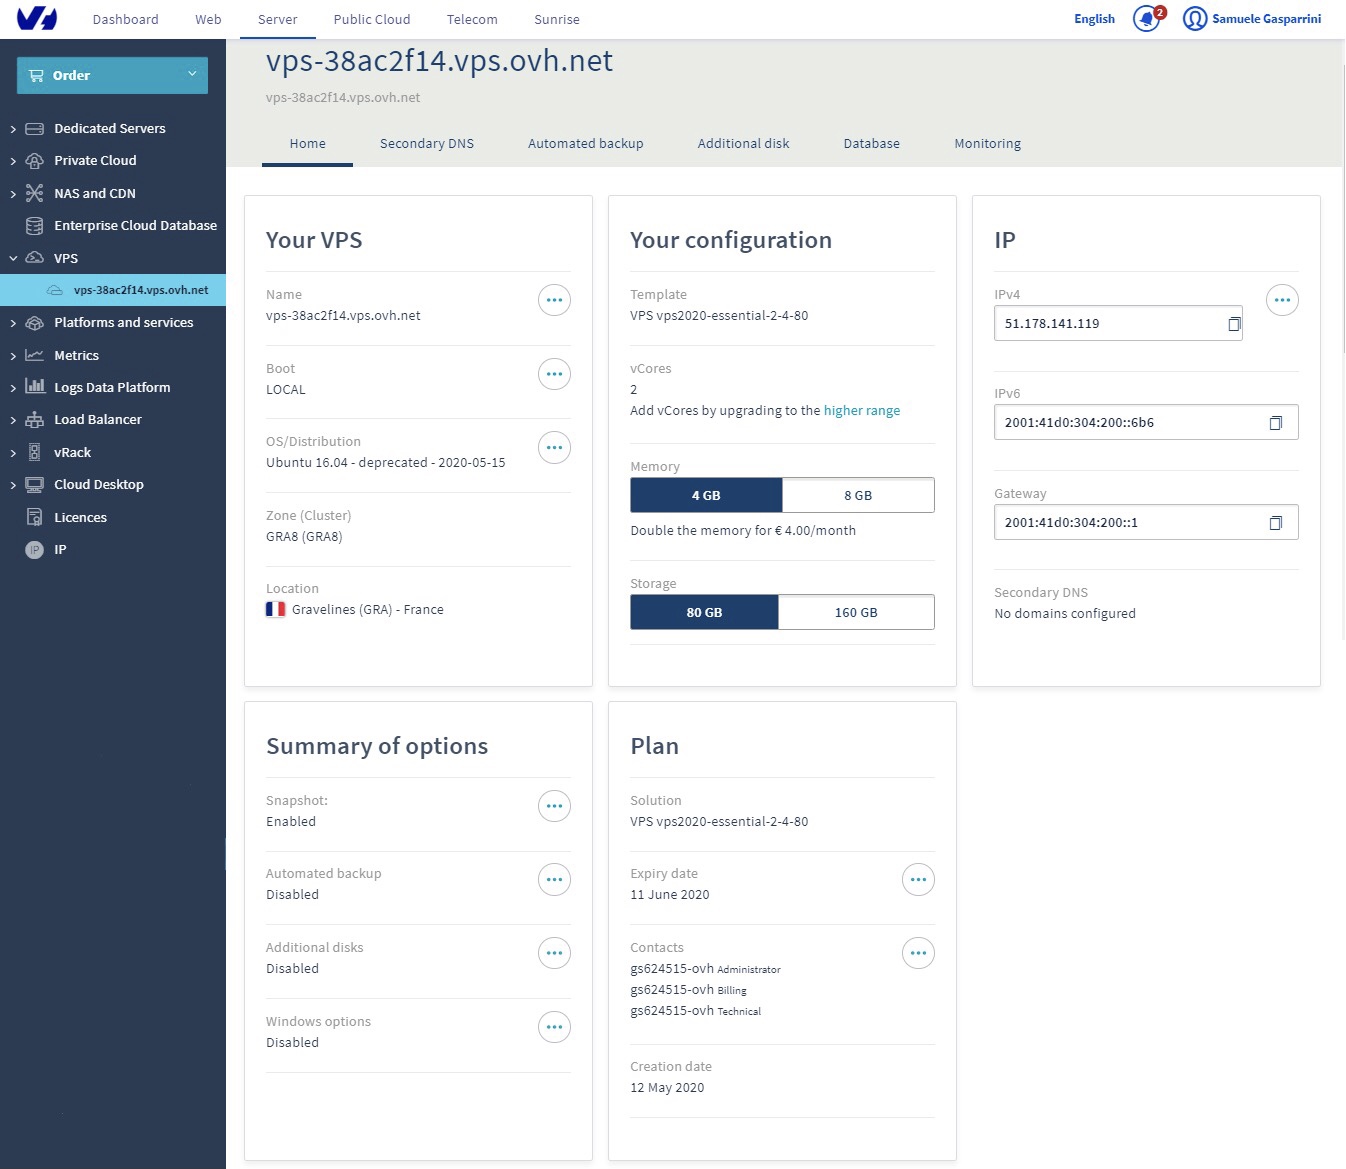 Dashboard
Web
Server
Public Cloud
Telecom
Sunrise
English
2
Samuele Gasparrini
Order
Dedicated Servers
Private Cloud
NAS and CDN
Enterprise Cloud Database
VPS
vps-38ac2f14.vps.ovh.net
Platforms and services
Metrics
Logs Data Platform
Load Balancer
vRack
Cloud Desktop
Licences
IP IP
vps-38ac2f14.vps.ovh.net
vps-38ac2f14.vps.ovh.net
Home
Secondary DNS
Automated backup
Additional disk
Database
Monitoring
Your VPS
Name
vps-38ac2f14.vps.ovh.net
Boot
LOCAL
OS/Distribution
Ubuntu 16.04 - deprecated - 2020-05-15
Zone (Cluster)
GRA8 (GRA8)
Location
Gravelines (GRA) - France
Your configuration
Template
VPS vps2020-essential-2-4-80
vCores
2
Add vCores by upgrading to the higher range
Memory
4 GB
8 GB
Double the memory for € 4.00/month
Storage
80 GB
160 GB
IP
IPv4
51.178.141.119
IPv6
2001:41d0:304:200::6b6
Gateway
2001:41d0:304:200::1
Secondary DNS
No domains configured
Summary of options
Snapshot:
Enabled
Automated backup
Disabled
Additional disks
Disabled
Windows options
Disabled
Plan
Solution
VPS vps2020-essential-2-4-80
Expiry date
11 June 2020
Contacts
gs624515-ovh Administrator
gs624515-ovh Billing
gs624515-ovh Technical
Creation date
12 May 2020